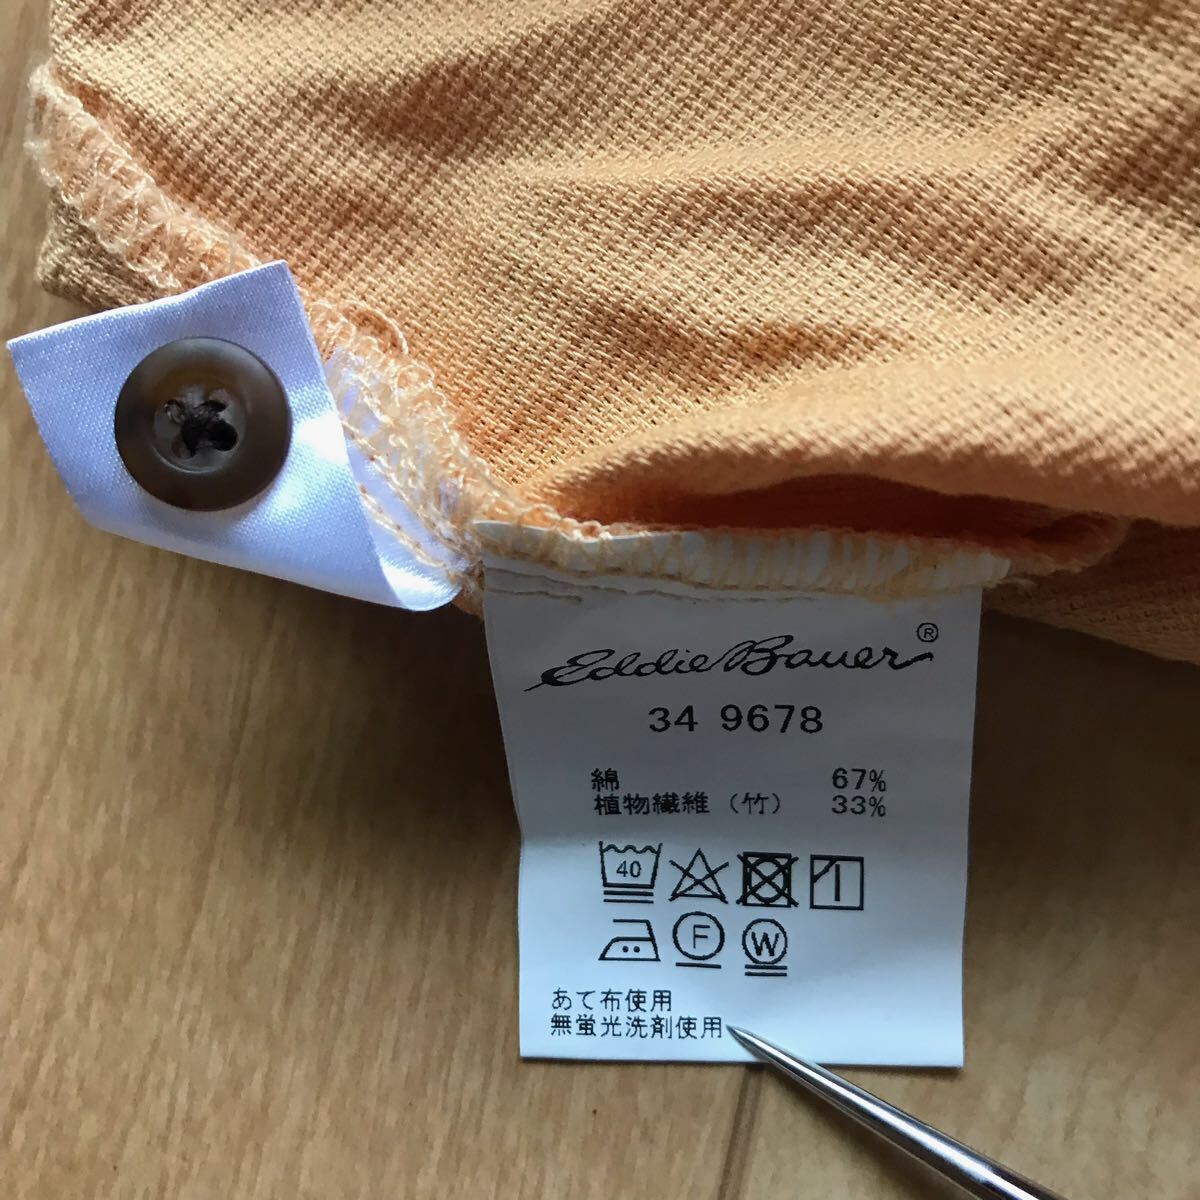 Eddie Bauer®
34 9678
綿 67%
植物繊維（竹） 33%
40
F W
あて布使用
無蛍光洗剤使用